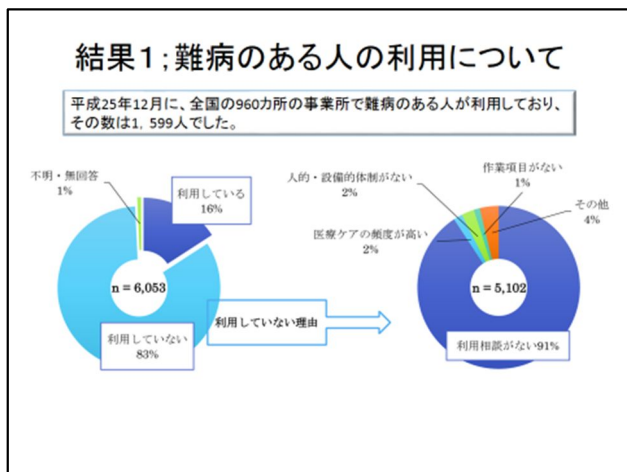 結果１；難病のある人の利用について
平成25年12月に、全国の960カ所の事業所で難病のある人が利用しており、
その数は1，599人でした。
不明・無回答
1%
利用している
16%
n = 6,053
利用していない
83%
利用していない理由
人的・設備的体制がない
2%
作業項目がない
1%
その他
4%
医療ケアの頻度が高い
2%
n = 5,102
利用相談がない91%